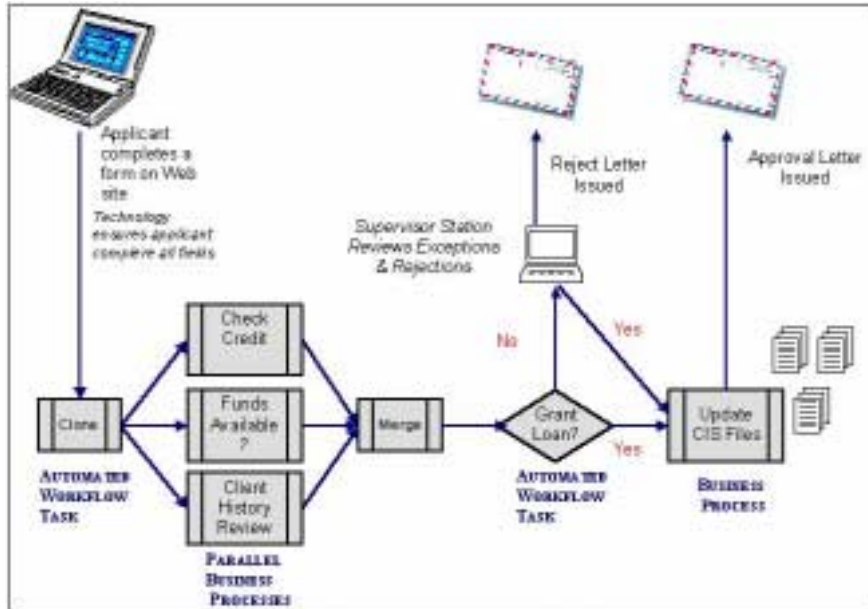 Applicant
completes a
form on Web
site
Technology
ensures applicant
complete all fields
Reject Letter
Issued
Approval Letter
Issued
Supervisor Station
Reviews Exceptions
& Rejections
Check
Credit
No
Yes
Clone
Funds
Available
?
Merge
Grant
Loan?
Yes
Update
CIS Files
AUTOMATED
WORKFLOW
TASK
Client
History
Review
AUTOMATED
WORKFLOW
TASK
BUSINESS
PROCESS
PARALLEL
BUSINESS
PROCESSES